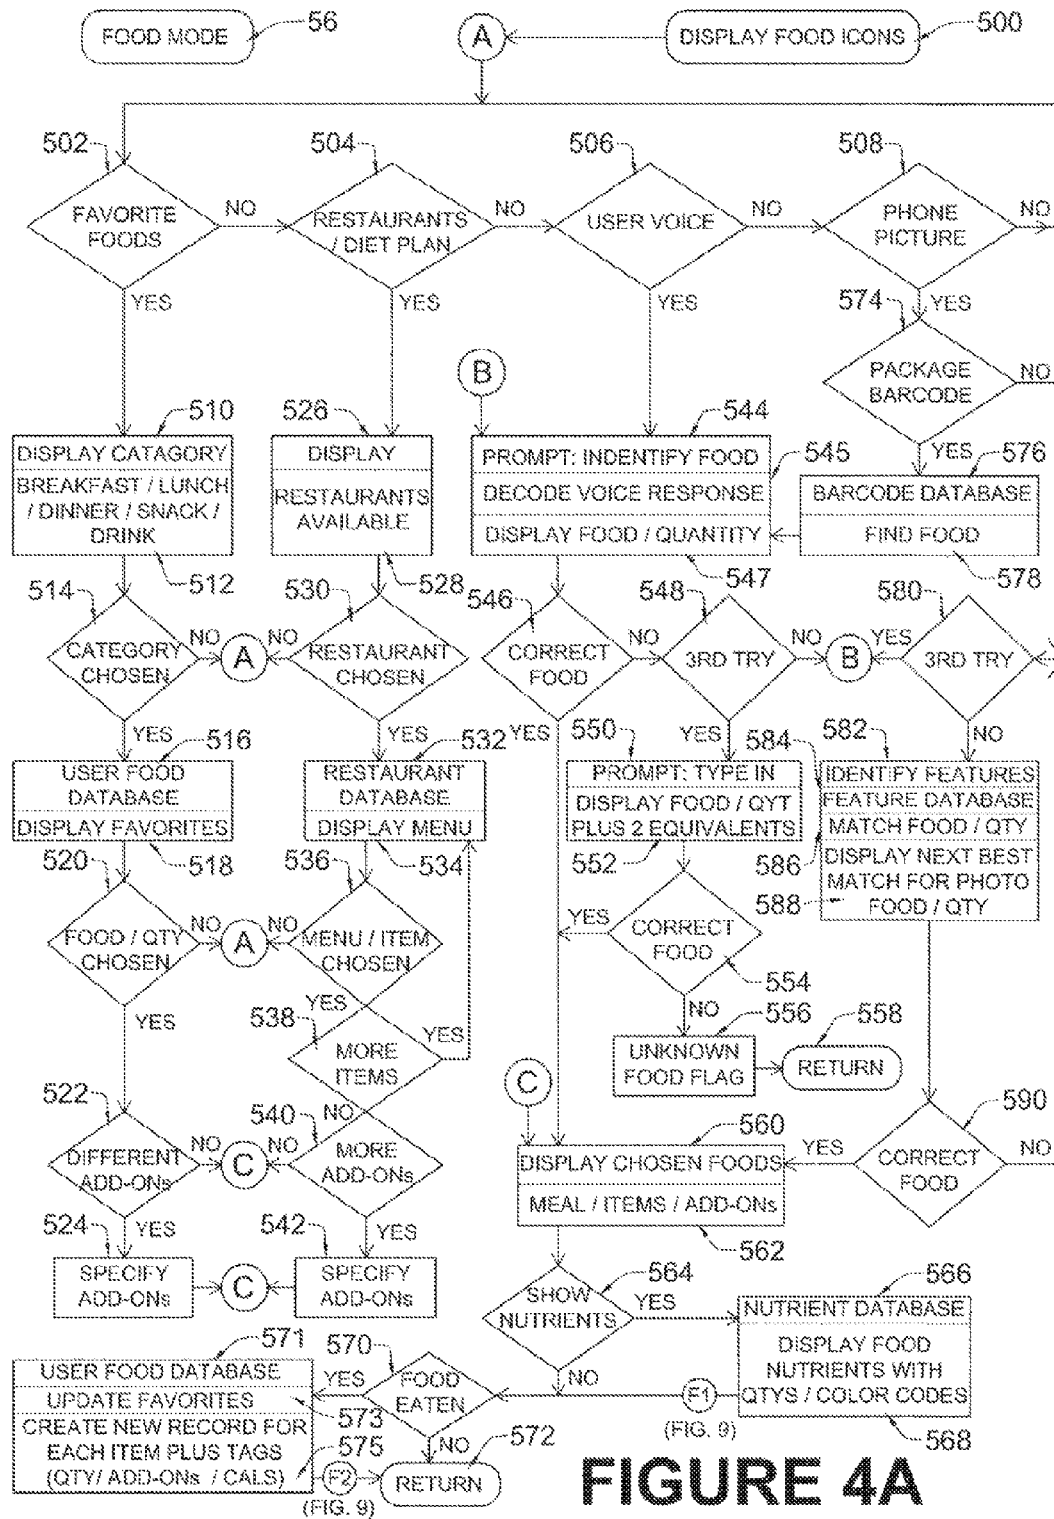 FOOD MODE
56
A
DISPLAY FOOD ICONS
500
502
504
506
508
FAVORITE
FOODS
NO
RESTAURANTS
/ DIET PLAN
NO
USER VOICE
NO
PHONE
PICTURE
NO
YES
YES
YES
YES
574
PACKAGE
BARCODE
NO
B
YES
510
DISPLAY CATAGORY
BREAKFAST / LUNCH
/ DINNER / SNACK /
DRINK
512
526
DISPLAY
RESTAURANTS
AVAILABLE
528
544
PROMPT: INDENTIFY FOOD
545
DECODE VOICE RESPONSE
DISPLAY FOOD / QUANTITY
547
576
BARCODE DATABASE
FIND FOOD
578
514
CATEGORY
CHOSEN
NO
A
NO
530
RESTAURANT
CHOSEN
546
CORRECT
FOOD
NO
548
3RD TRY
NO
B
YES
580
3RD TRY
YES
YES
YES
YES
NO
516
USER FOOD
DATABASE
DISPLAY FAVORITES
518
532
RESTAURANT
DATABASE
DISPLAY MENU
534
550
PROMPT: TYPE IN
DISPLAY FOOD / QYT
PLUS 2 EQUIVALENTS
552
582
584
IDENTIFY FEATURES
FEATURE DATABASE
MATCH FOOD / QTY
586
DISPLAY NEXT BEST
MATCH FOR PHOTO
588
FOOD / QTY
520
FOOD / QTY
CHOSEN
NO
A
NO
536
MENU / ITEM
CHOSEN
YES
CORRECT
FOOD
554
YES
YES
NO
538
MORE
ITEMS
YES
556
UNKNOWN
FOOD FLAG
558
RETURN
C
522
DIFFERENT
ADD-ONs
NO
C
NO
NO
540
MORE
ADD-ONs
560
DISPLAY CHOSEN FOODS
MEAL / ITEMS / ADD-ONs
562
YES
590
CORRECT
FOOD
NO
YES
YES
524
SPECIFY
ADD-ONs
C
542
SPECIFY
ADD-ONs
564
SHOW
NUTRIENTS
YES
NO
566
NUTRIENT DATABASE
DISPLAY FOOD
NUTRIENTS WITH
QTYS / COLOR CODES
568
F1
(FIG. 9)
571
USER FOOD DATABASE
UPDATE FAVORITES
573
CREATE NEW RECORD FOR
EACH ITEM PLUS TAGS
575
(QTY/ ADD-ONs / CALS)
YES
570
FOOD
EATEN
NO
572
F2
(FIG. 9)
RETURN
FIGURE 4A